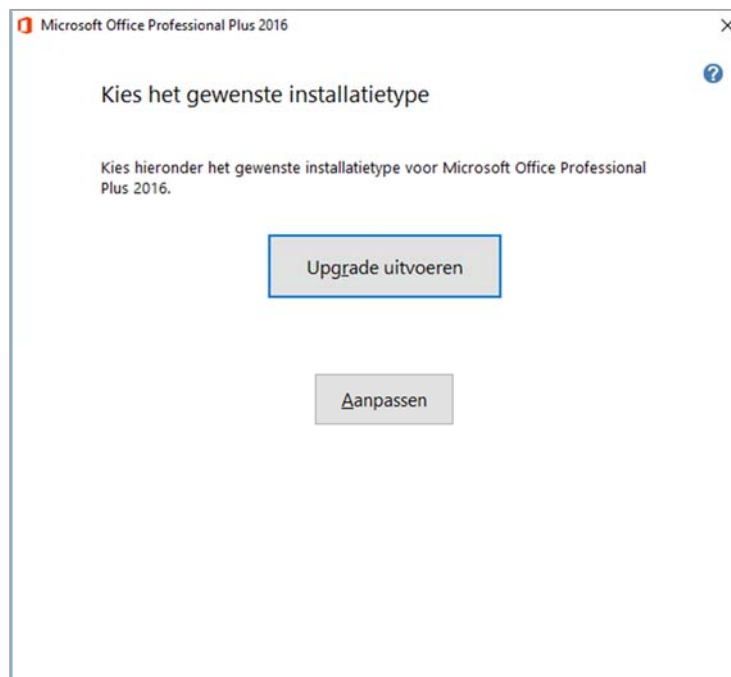 Microsoft Office Professional Plus 2016
Kies het gewenste installatietype
Kies hieronder het gewenste installatietype voor Microsoft Office Professional
Plus 2016.
Upgrade uitvoeren
Aanpassen